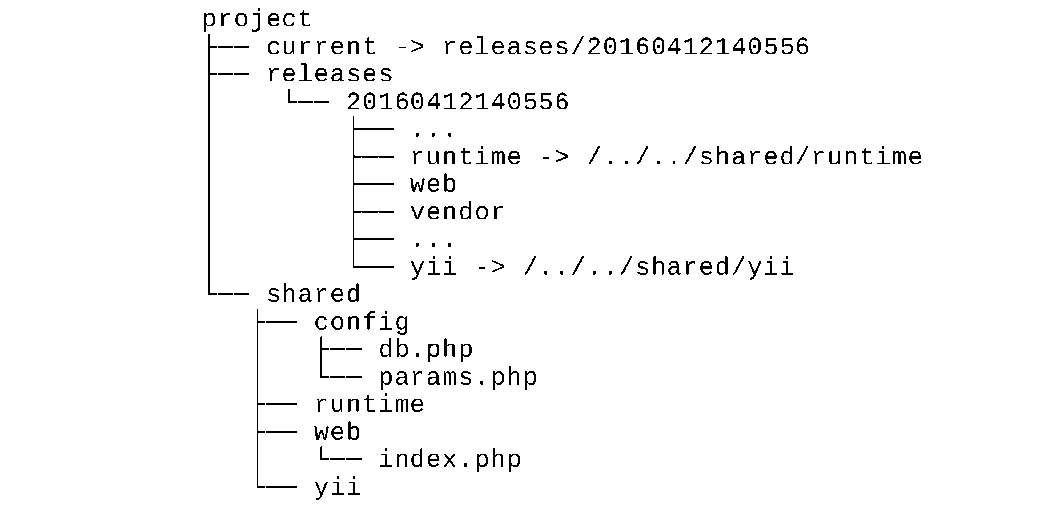 project
├── current -> releases/20160412140556
├── releases
│    └── 20160412140556
│        ├── ...
│        ├── runtime -> /../../shared/runtime
│        ├── web
│        ├── vendor
│        ├── ...
│        └── yii -> /../../shared/yii
└── shared
   ├── config
   │   ├── db.php
   │   └── params.php
   ├── runtime
   ├── web
   │   └── index.php
   └── yii